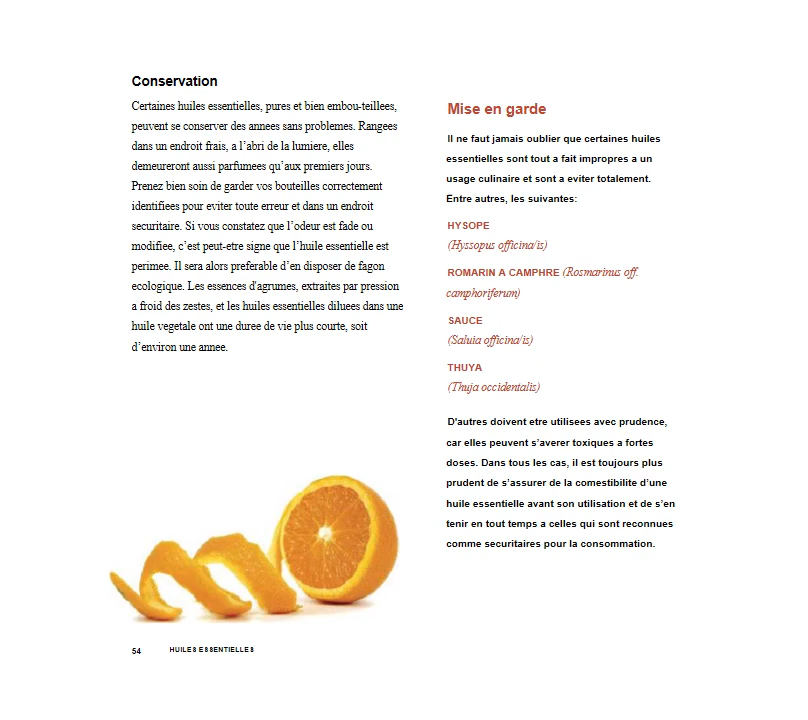 Conservation
Certaines huiles essentielles, pures et bien embou-teillees,
peuvent se conserver des annees sans problemes. Rangees
dans un endroit frais, a l’abri de la lumiere, elles
demeureront aussi parfumees qu’aux premiers jours.
Prenez bien soin de garder vos bouteilles correctement
identifiees pour eviter toute erreur et dans un endroit
securitaire. Si vous constatez que l’odeur est fade ou
modifiee, c’est peut-etre signe que l’huile essentielle est
perimee. Il sera alors preferable d’en disposer de fagon
ecologique. Les essences d'agrumes, extraites par pression
a froid des zestes, et les huiles essentielles diluees dans une
huile vegetale ont une duree de vie plus courte, soit
d’environ une annee.
Mise en garde
Il ne faut jamais oublier que certaines huiles
essentielles sont tout a fait impropres a un
usage culinaire et sont a eviter totalement.
Entre autres, les suivantes:
HYSOPE
(Hyssopus officina/is)
ROMARIN A CAMPHRE (Rosmarinus off.
camphoriferum)
SAUCE
(Saluia officina/is)
THUYA
(Thuja occidentalis)
D'autres doivent etre utilisees avec prudence,
car elles peuvent s’averer toxiques a fortes
doses. Dans tous les cas, il est toujours plus
prudent de s’assurer de la comestibilite d’une
huile essentielle avant son utilisation et de s’en
tenir en tout temps a celles qui sont reconnues
comme securitaires pour la consommation.
54 HUILES ESSENTIELLES